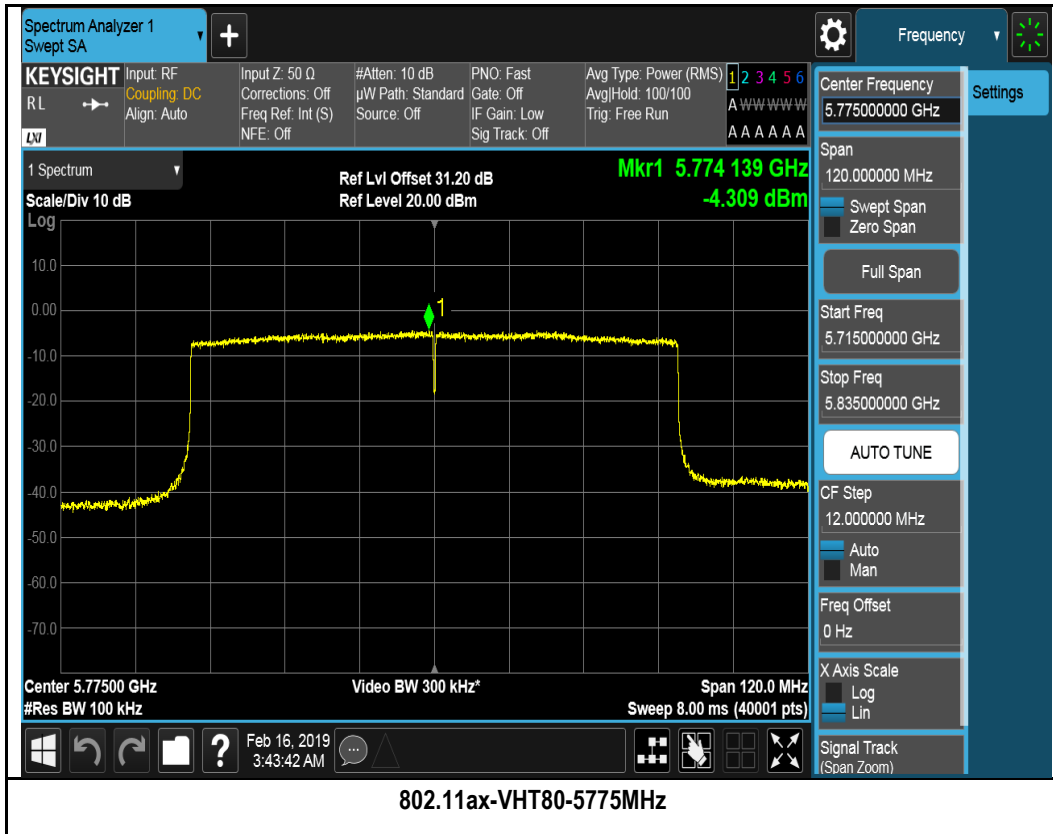 Spectrum Analyzer 1
Swept SA
+
Frequency
KEYSIGHT
RL
LXI
Input: RF
Coupling: DC
Align: Auto
Input Z: 50 Ω
Corrections: Off
Freq Ref: Int (S)
NFE: Off
#Atten: 10 dB
µW Path: Standard
Source: Off
PNO: Fast
Gate: Off
IF Gain: Low
Sig Track: Off
Avg Type: Power (RMS)
Avg|Hold: 100/100
Trig: Free Run
1 2 3 4 5 6
A W W W W W
A A A A A A
1 Spectrum
Scale/Div 10 dB
Ref Lvl Offset 31.20 dB
Ref Level 20.00 dBm
Mkr1 5.774 139 GHz
-4.309 dBm
Log
10.0
0.00
-10.0
-20.0
-30.0
-40.0
-50.0
-60.0
-70.0
1
Center 5.77500 GHz
#Res BW 100 kHz
Video BW 300 kHz*
Span 120.0 MHz
Sweep 8.00 ms (40001 pts)
Center Frequency
5.775000000 GHz
Settings
Span
120.000000 MHz
Swept Span
Zero Span
Full Span
Start Freq
5.715000000 GHz
Stop Freq
5.835000000 GHz
AUTO TUNE
CF Step
12.000000 MHz
Auto
Man
Freq Offset
0 Hz
X Axis Scale
Log
Lin
Signal Track
(Span Zoom)
?
Feb 16, 2019
3:43:42 AM
802.11ax-VHT80-5775MHz